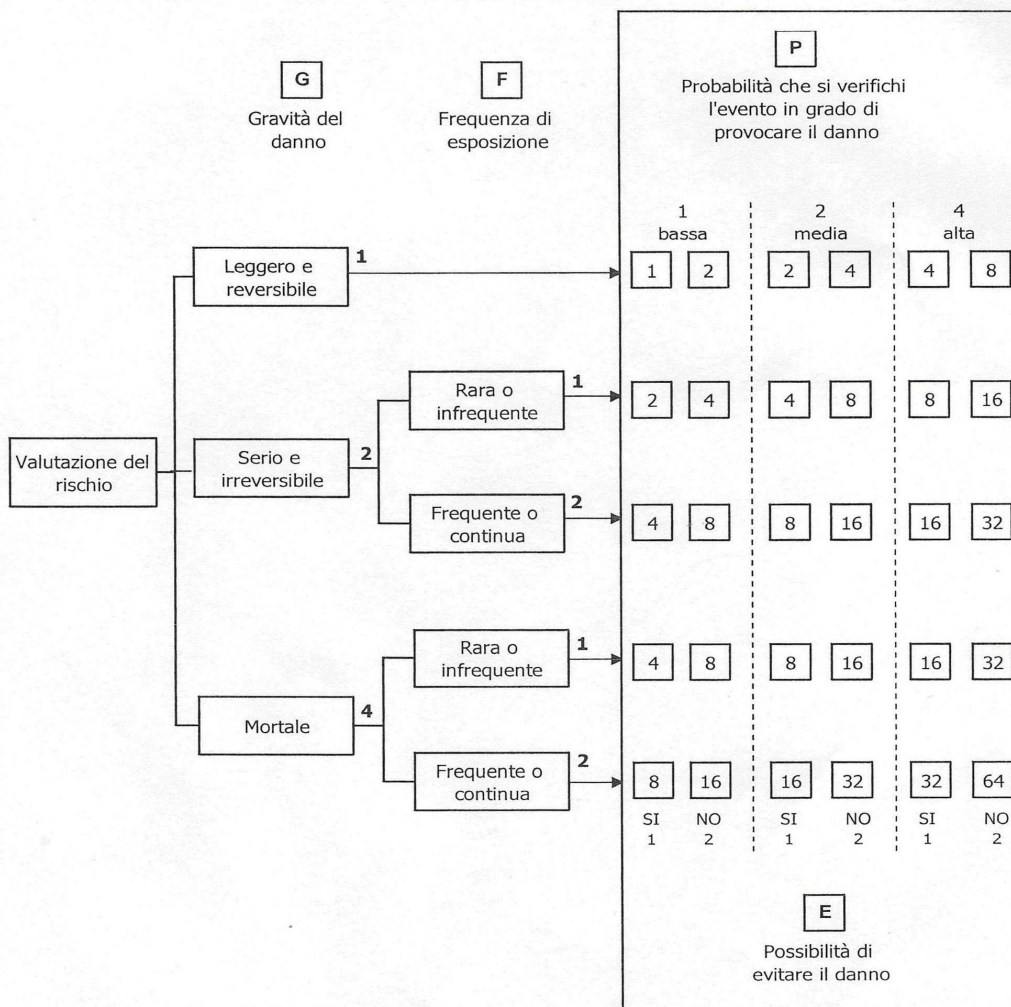 G
Gravità del
danno
F
Frequenza di
esposizione
P
Probabilità che si verifichi
l'evento in grado di
provocare il danno
1
bassa
2
media
4
alta
Leggero e
reversibile
1
1 2 2 4 4 8
Rara o
infrequente
1
2 4 4 8 8 16
Valutazione del
rischio
Serio e
irreversibile
2
Frequente o
continua
2
4 8 8 16 16 32
Rara o
infrequente
1
4 8 8 16 16 32
Mortale
4
Frequente o
continua
2
8 16 16 32 32 64
SI NO SI NO SI NO
1 2 1 2 1 2
E
Possibilità di
evitare il danno